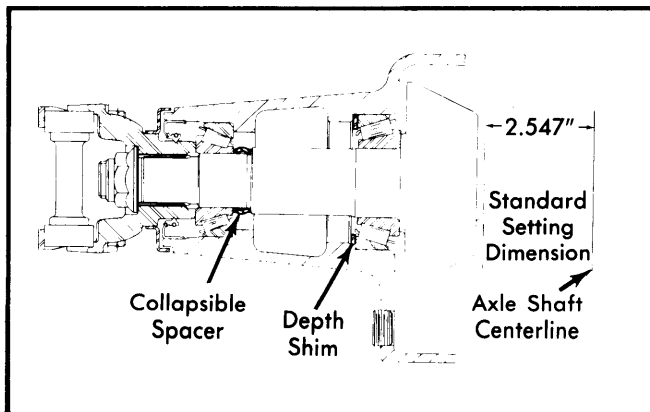 2.547"
Standard
Setting
Dimension
Collapsible
Spacer
Depth
Shim
Axle Shaft
Centerline